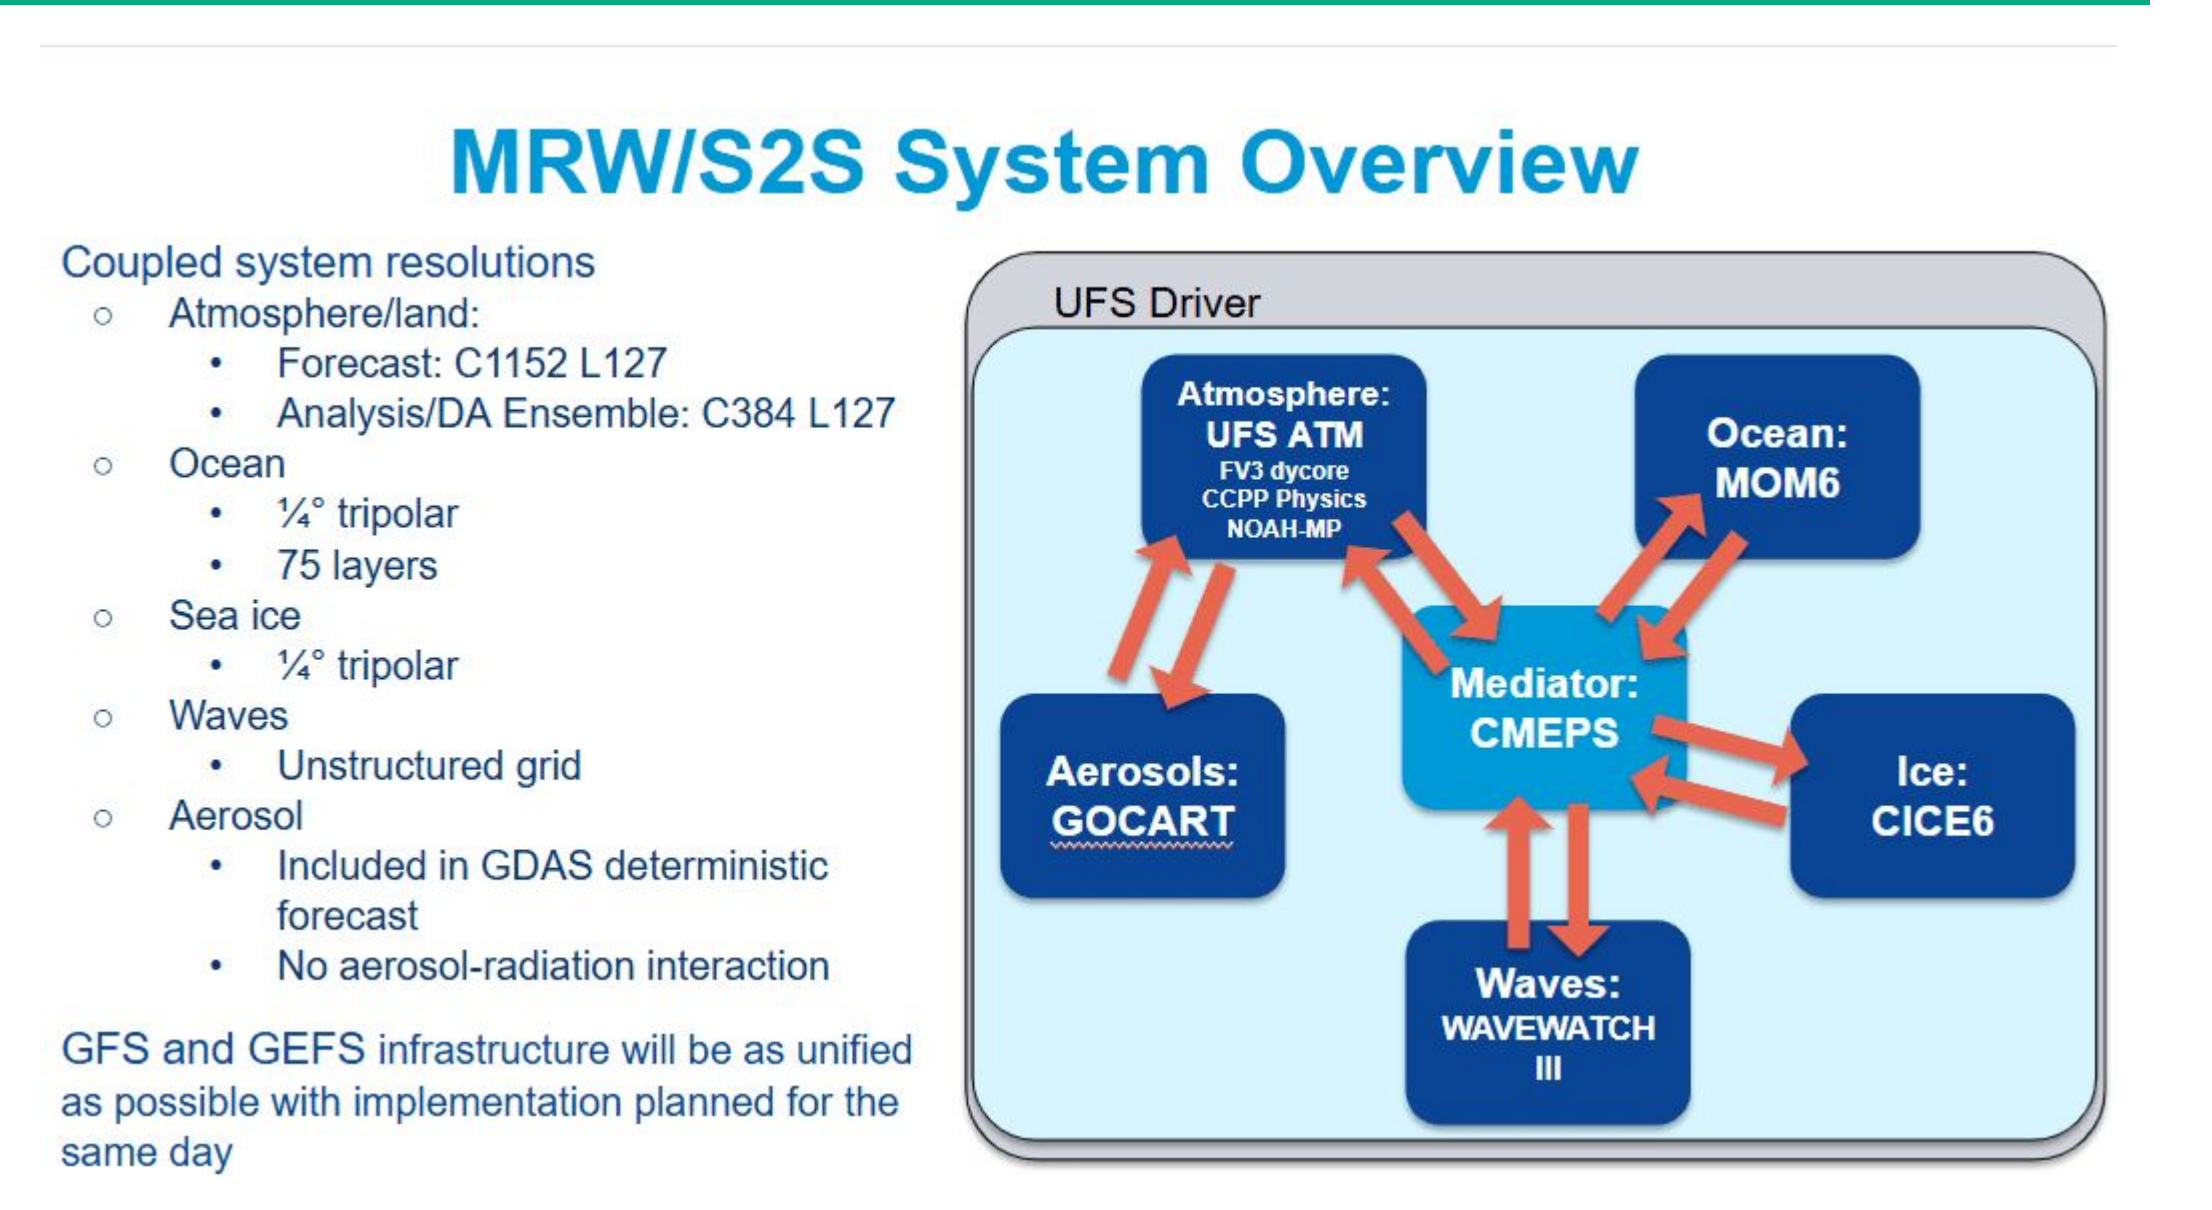 MRW/S2S System Overview
Coupled system resolutions
○ Atmosphere/land:
• Forecast: C1152 L127
• Analysis/DA Ensemble: C384 L127
○ Ocean
• ¼° tripolar
• 75 layers
○ Sea ice
• ¼° tripolar
○ Waves
• Unstructured grid
○ Aerosol
• Included in GDAS deterministic
forecast
• No aerosol-radiation interaction
GFS and GEFS infrastructure will be as unified
as possible with implementation planned for the
same day
UFS Driver
Atmosphere:
UFS ATM
FV3 dycore
CCPP Physics
NOAH-MP
Ocean:
MOM6
Mediator:
CMEPS
Aerosols:
GOCART
Ice:
CICE6
Waves:
WAVEWATCH
III